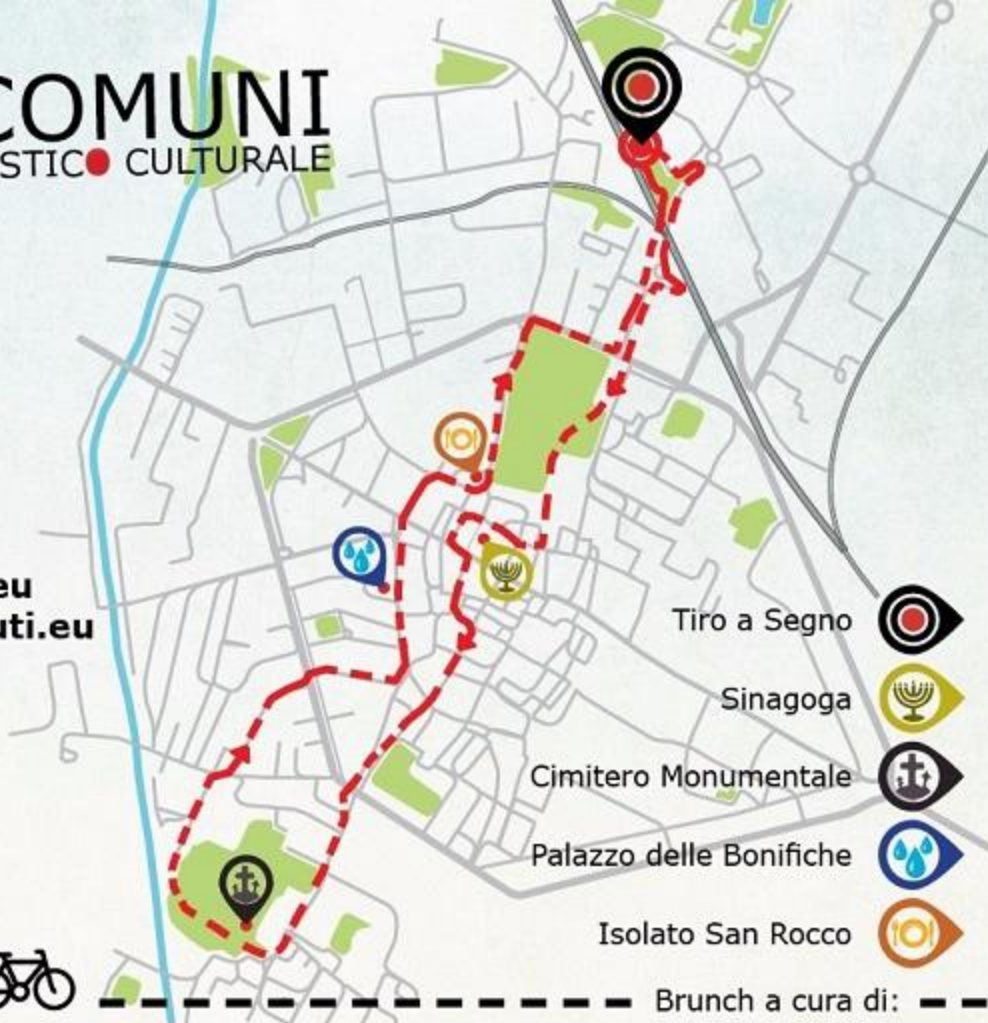 COMUNI
STICO CULTURALE
eu
uti.eu
Tiro a Segno
Sinagoga
Cimitero Monumentale
Palazzo delle Bonifiche
Isolato San Rocco
Brunch a cura di: